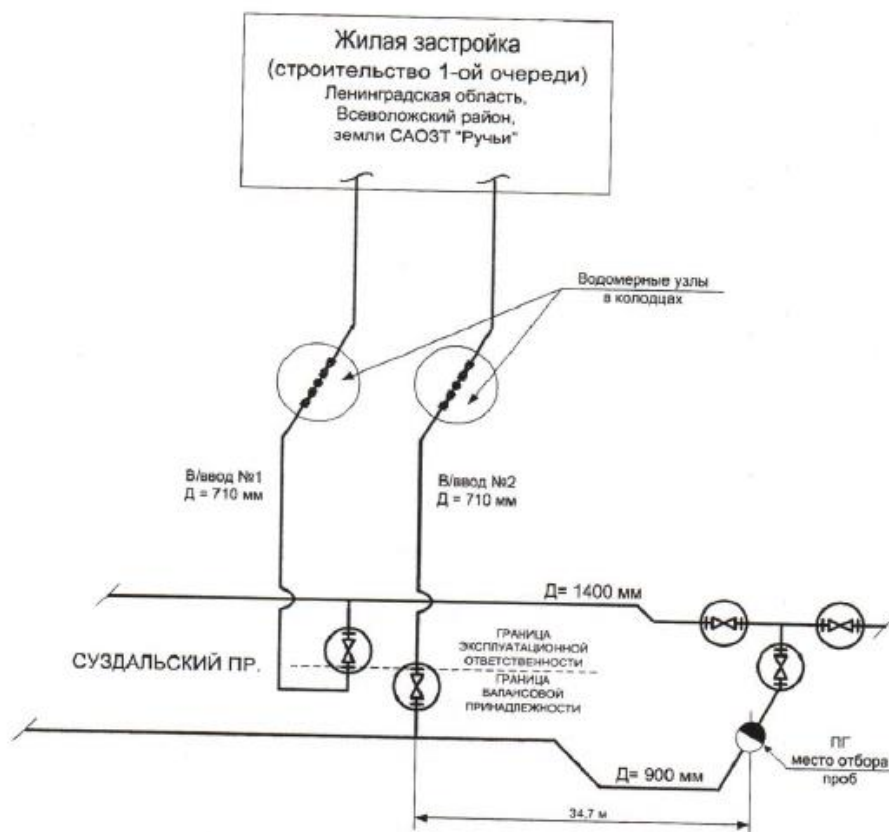 Жилая застройка
(строительство 1-ой очереди)
Ленинградская область,
Всеволожский район,
земли САОЗТ "Ручьи"
Водомерные узлы
в колодцах
В/ввод №1
Д = 710 мм
В/ввод №2
Д = 710 мм
Д= 1400 мм
СУЗДАЛЬСКИЙ ПР.
ГРАНИЦА
ЭКСПЛУАТАЦИОННОЙ
ОТВЕТСТВЕННОСТИ
ГРАНИЦА
БАЛАНСОВОЙ
ПРИНАДЛЕЖНОСТИ
ПГ
место отбора
проб
Д= 900 мм
34,7 м